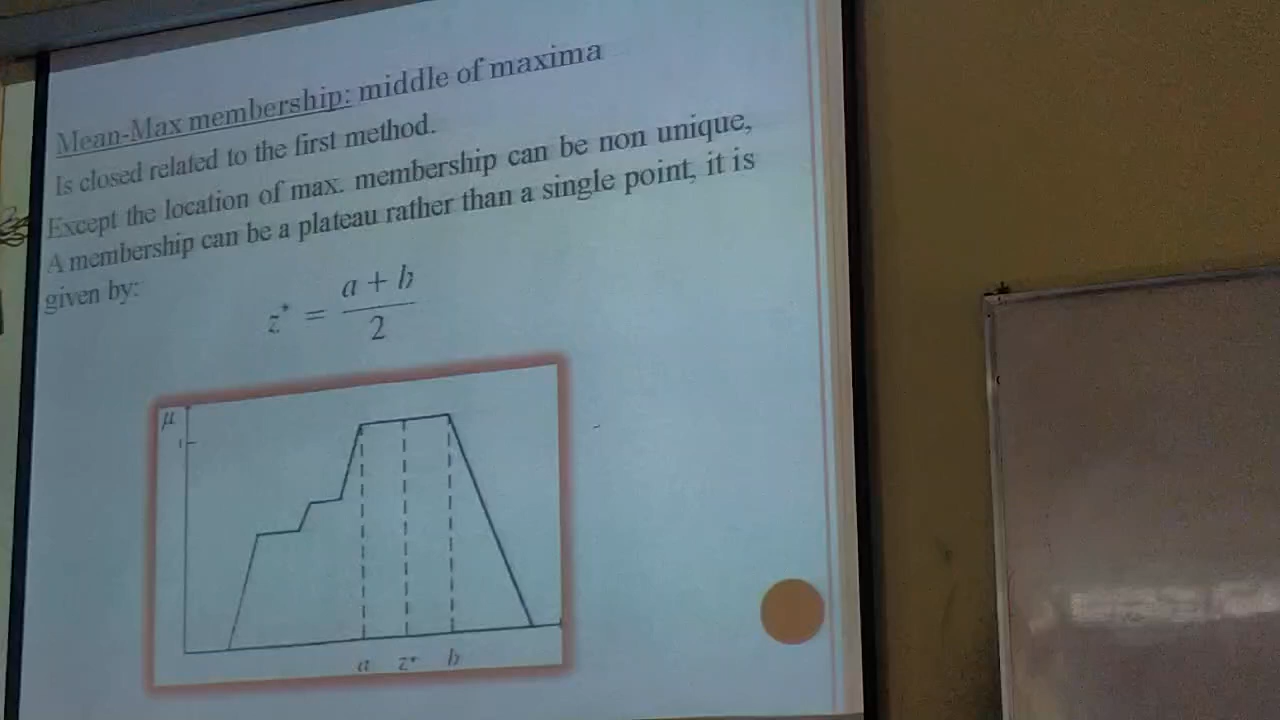 Mean-Max membership: middle of maxima
Is closed related to the first method.
Except the location of max. membership can be non unique,
A membership can be a plateau rather than a single point, it is
given by:
z* = a + b / 2
μ
1
a z* b